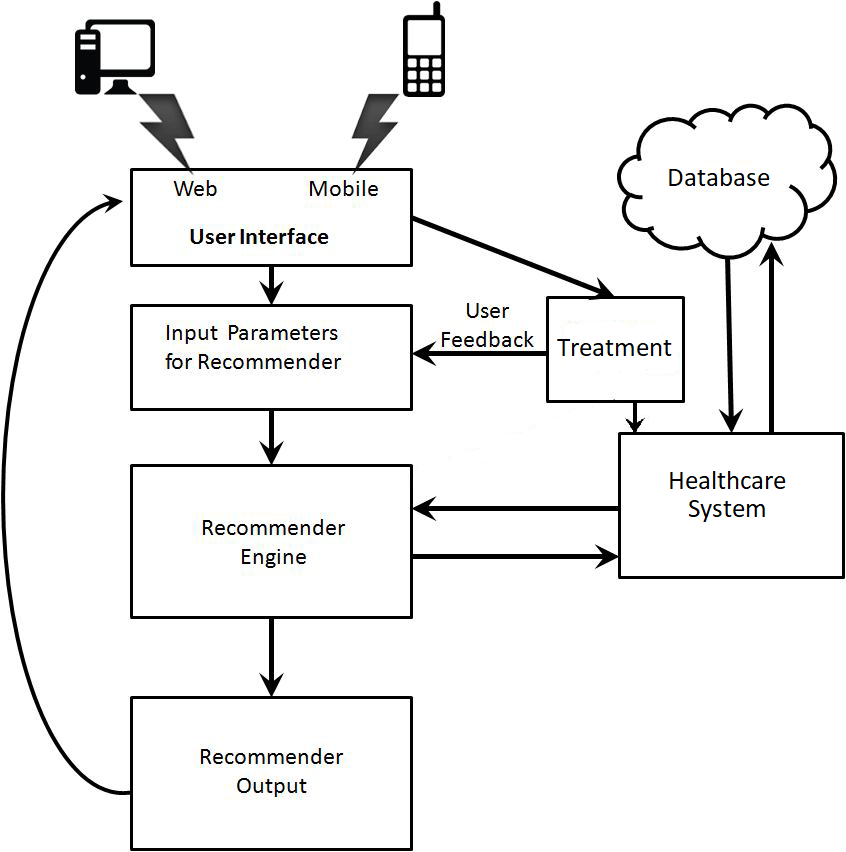 Web Mobile
User Interface
Database
Input Parameters
for Recommender
User
Feedback
Treatment
Healthcare
System
Recommender
Engine
Recommender
Output